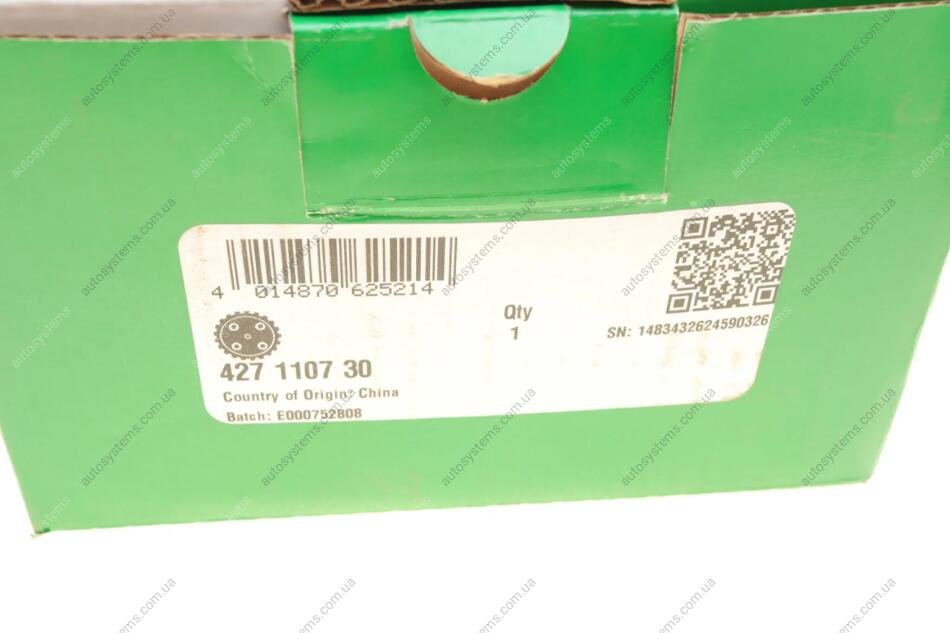 4 014870 625214
Qty
1
SN: 1483432624590326
427 1107 30
Country of Origin: China
Batch: E000752808
autosystems.com.ua